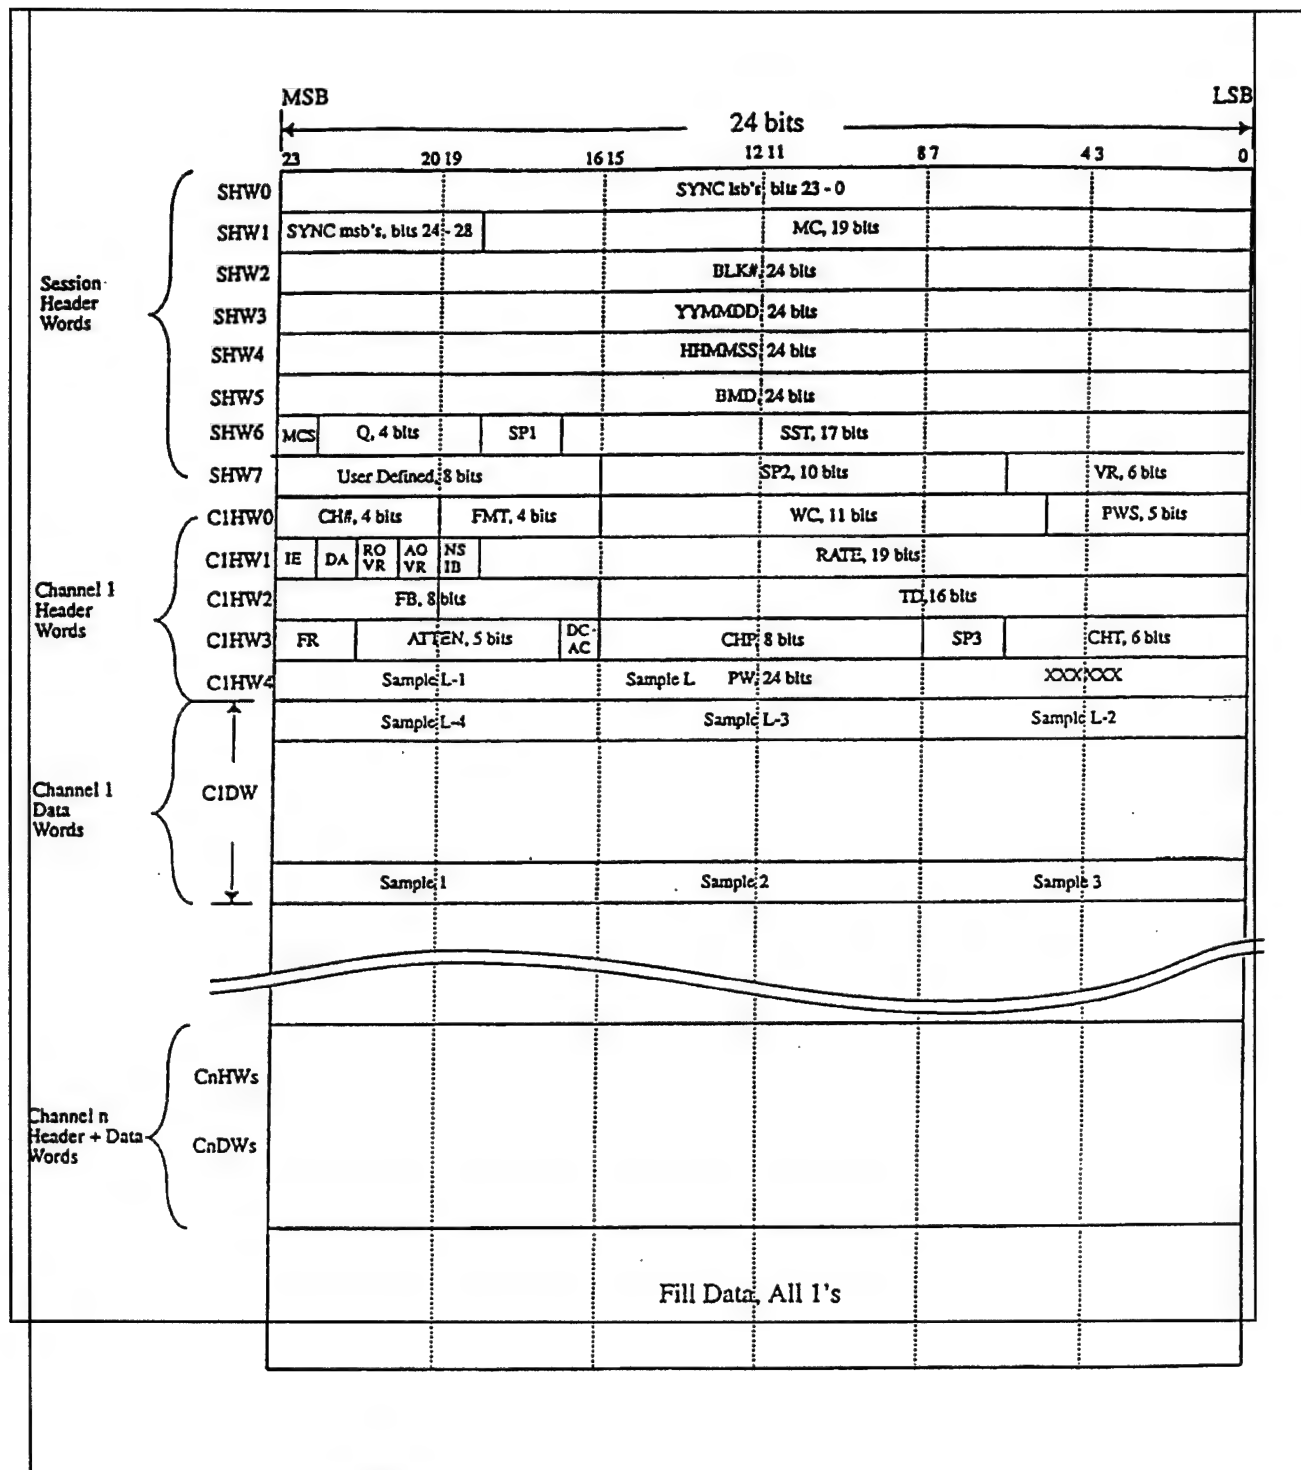 MSB LSB
24 bits
23 20 19 16 15 12 11 8 7 4 3 0
SHW0 SYNC lsb's, bits 23 - 0
SHW1 SYNC msb's, bits 24 - 28 MC, 19 bits
SHW2 BLK#, 24 bits
Session
Header
Words
SHW3 YYMMDD, 24 bits
SHW4 HHMMSS, 24 bits
SHW5 BMD, 24 bits
SHW6 MCS Q, 4 bits SP1 SST, 17 bits
SHW7 User Defined, 8 bits SP2, 10 bits VR, 6 bits
C1HW0 CH#, 4 bits FMT, 4 bits WC, 11 bits PWS, 5 bits
C1HW1 IE DA RO VR AO VR NS IB RATE, 19 bits
Channel 1
Header
Words
C1HW2 FB, 8 bits TD, 16 bits
C1HW3 FR ATTEN, 5 bits DC- AC CHP, 8 bits SP3 CHT, 6 bits
C1HW4 Sample L-1 Sample L PW, 24 bits XXXXXX
Sample L-4 Sample L-3 Sample L-2
Channel 1
Data
Words
C1DW
Sample 1 Sample 2 Sample 3
CnHWs
Channel n
Header + Data
Words
CnDWs
Fill Data, All 1's